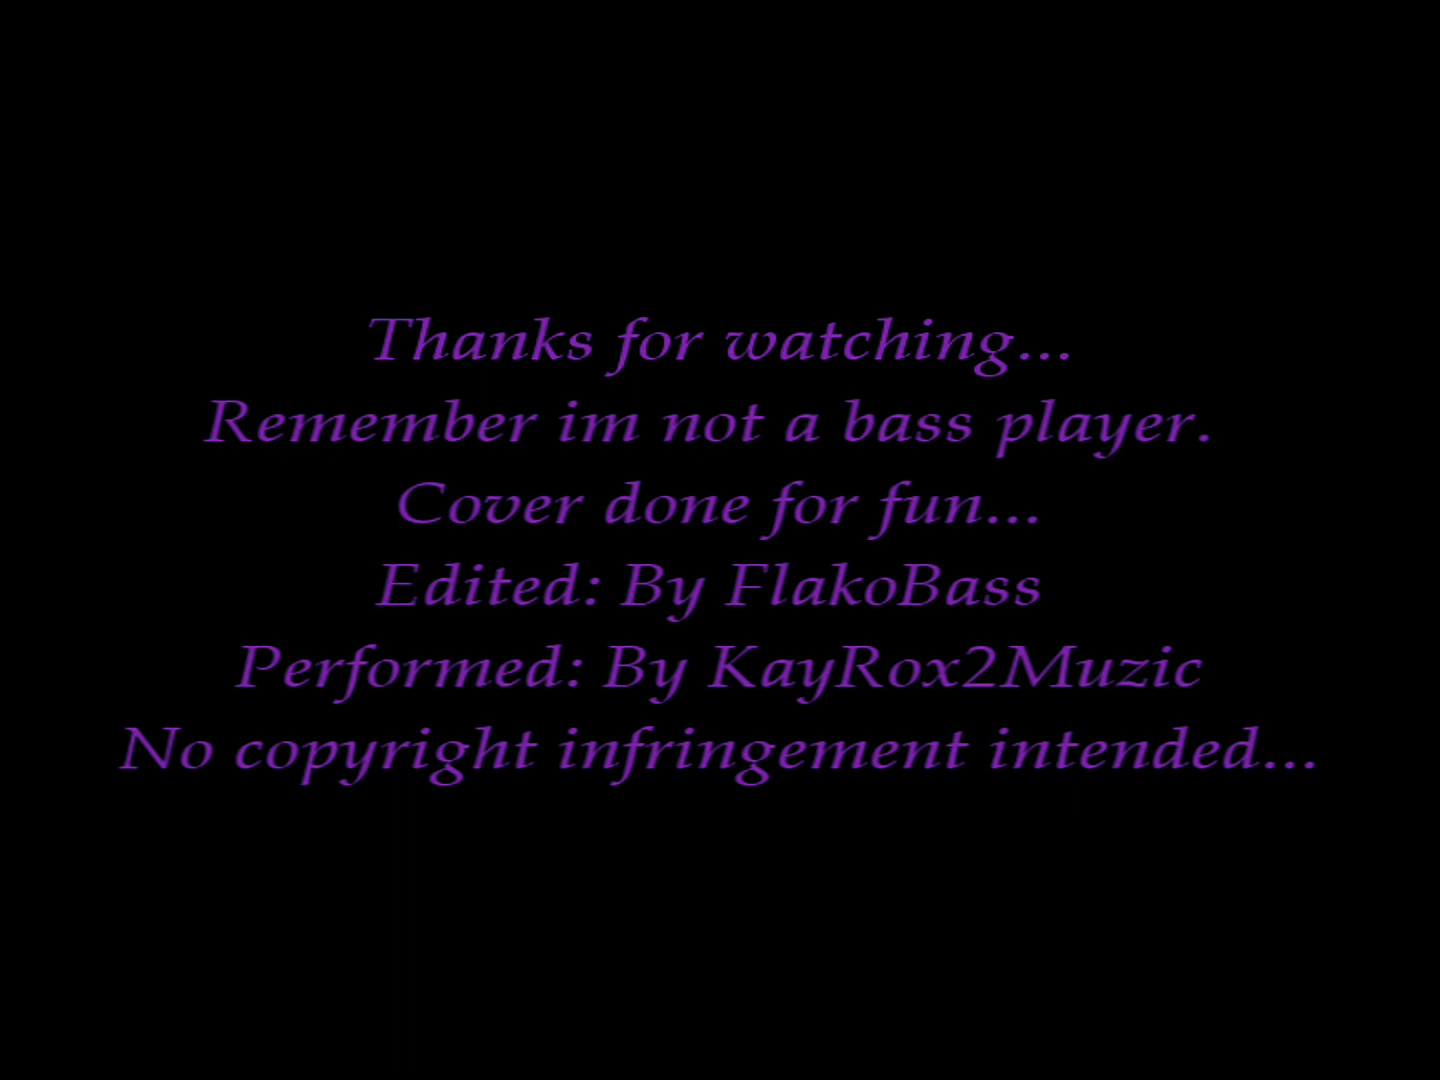 Thanks for watching...
Remember im not a bass player.
Cover done for fun...
Edited: By FlakoBass
Performed: By KayRox2Muzic
No copyright infringement intended...